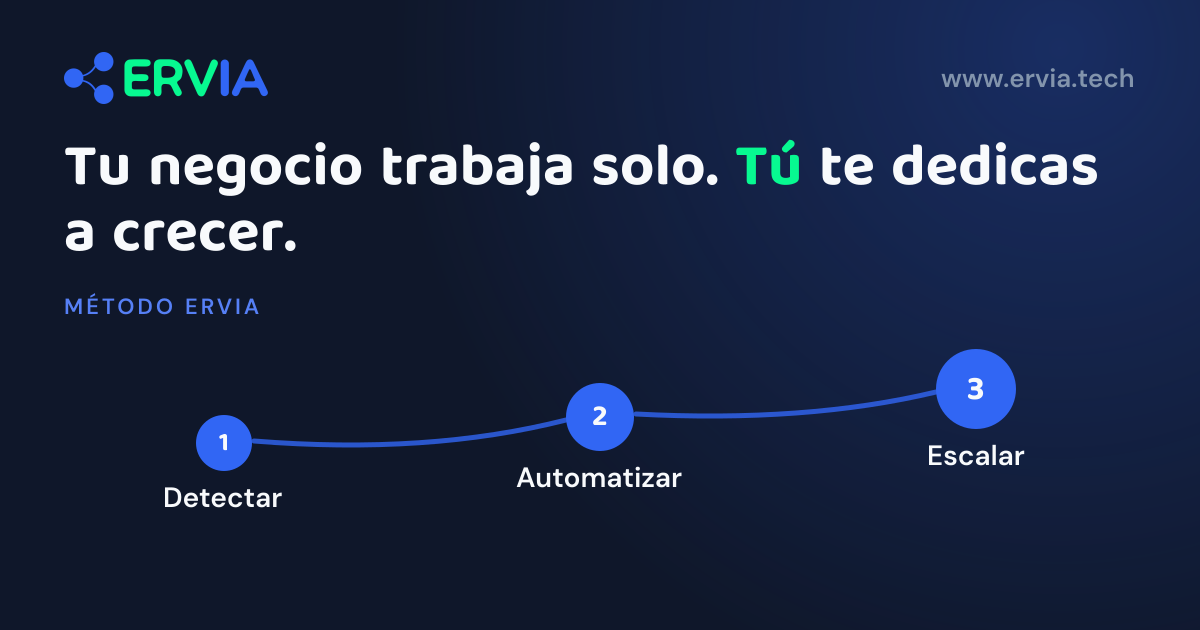 ERVIA
www.ervia.tech
Tu negocio trabaja solo. Tú te dedicas
a crecer.
MÉTODO ERVIA
1
Detectar
2
Automatizar
3
Escalar